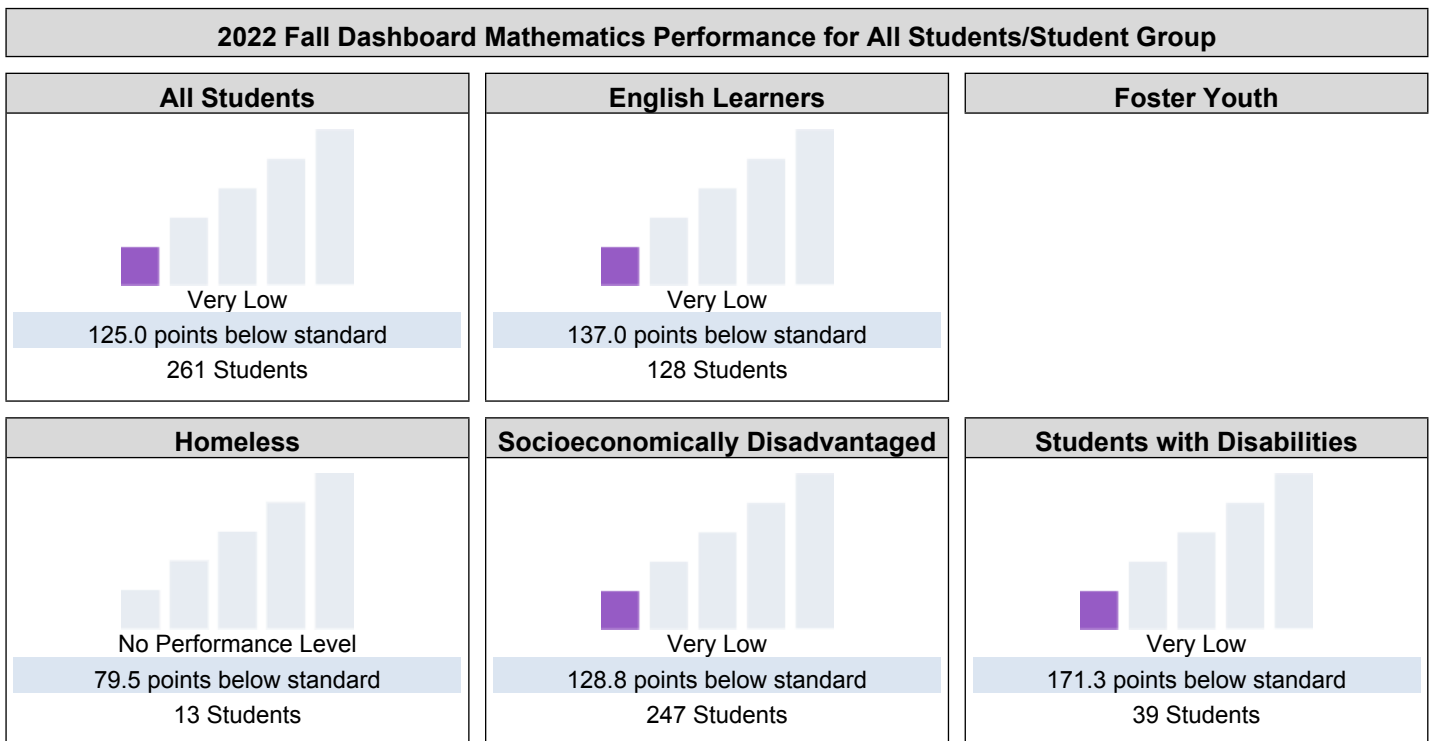 2022 Fall Dashboard Mathematics Performance for All Students/Student Group
All Students
Very Low
125.0 points below standard
261 Students
English Learners
Very Low
137.0 points below standard
128 Students
Foster Youth
Homeless
No Performance Level
79.5 points below standard
13 Students
Socioeconomically Disadvantaged
Very Low
128.8 points below standard
247 Students
Students with Disabilities
Very Low
171.3 points below standard
39 Students